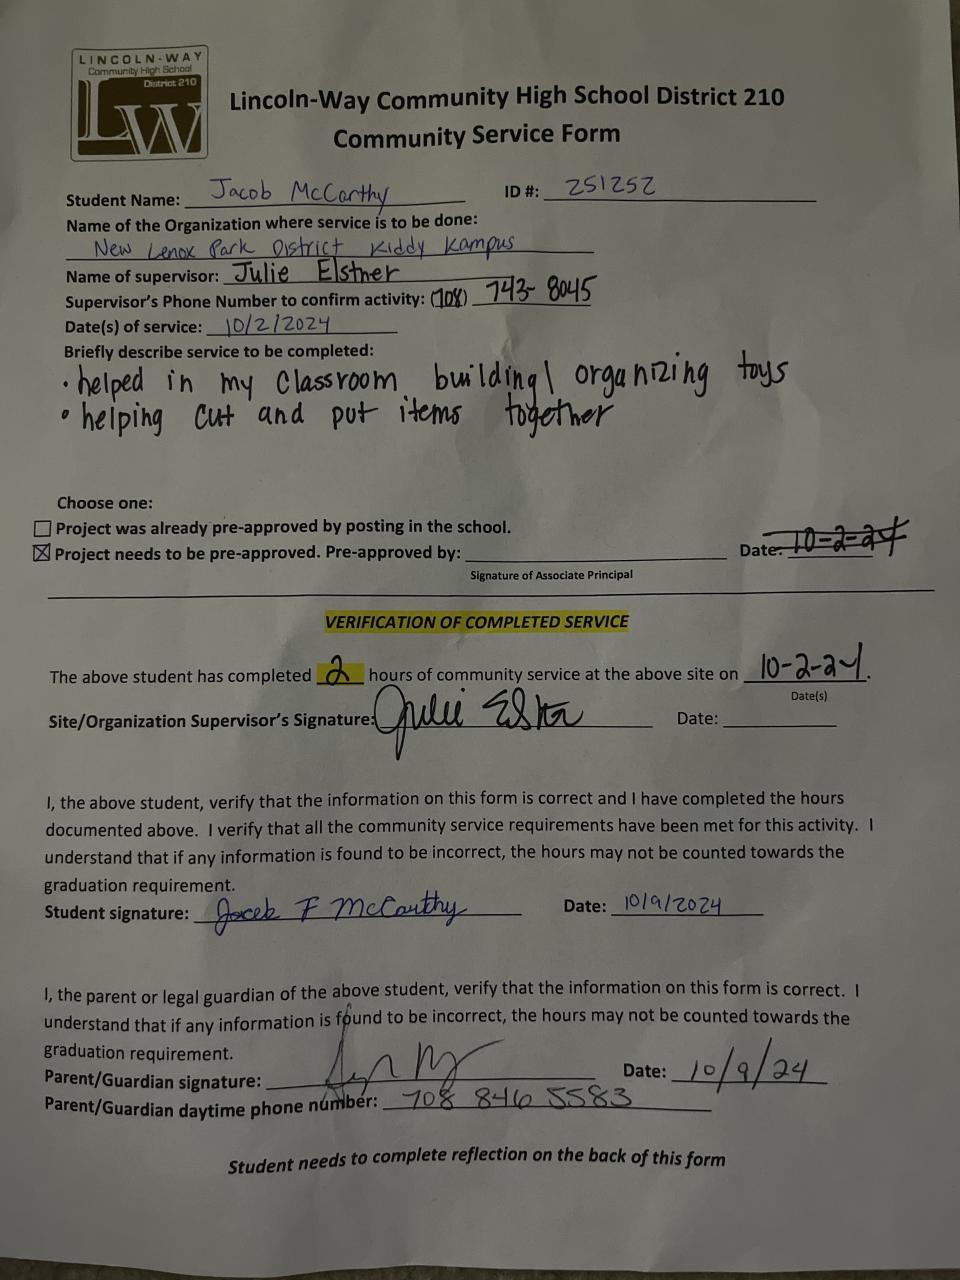 LINCOLN-WAY
Community High School
District 210
LW
Lincoln-Way Community High School District 210
Community Service Form
Student Name: Jacob McCarthy ID #: 251252
Name of the Organization where service is to be done:
New Lenox Park District Kiddy Kampus
Name of supervisor: Julie Elstner
Supervisor's Phone Number to confirm activity: (708) 743-8045
Date(s) of service: 10/2/2024
Briefly describe service to be completed:
• helped in my classroom building/organizing toys
• helping cut and put items together
Choose one:
☐ Project was already pre-approved by posting in the school.
☒ Project needs to be pre-approved. Pre-approved by: Date: 10-2-24
Signature of Associate Principal
VERIFICATION OF COMPLETED SERVICE
The above student has completed 2 hours of community service at the above site on 10-2-24.
Date(s)
Site/Organization Supervisor's Signature: Julie Elstner Date:
I, the above student, verify that the information on this form is correct and I have completed the hours
documented above. I verify that all the community service requirements have been met for this activity. I
understand that if any information is found to be incorrect, the hours may not be counted towards the
graduation requirement.
Student signature: Jacob F McCarthy Date: 10/9/2024
I, the parent or legal guardian of the above student, verify that the information on this form is correct. I
understand that if any information is found to be incorrect, the hours may not be counted towards the
graduation requirement.
Parent/Guardian signature: Date: 10/9/24
Parent/Guardian daytime phone number: 708 846 5583
Student needs to complete reflection on the back of this form